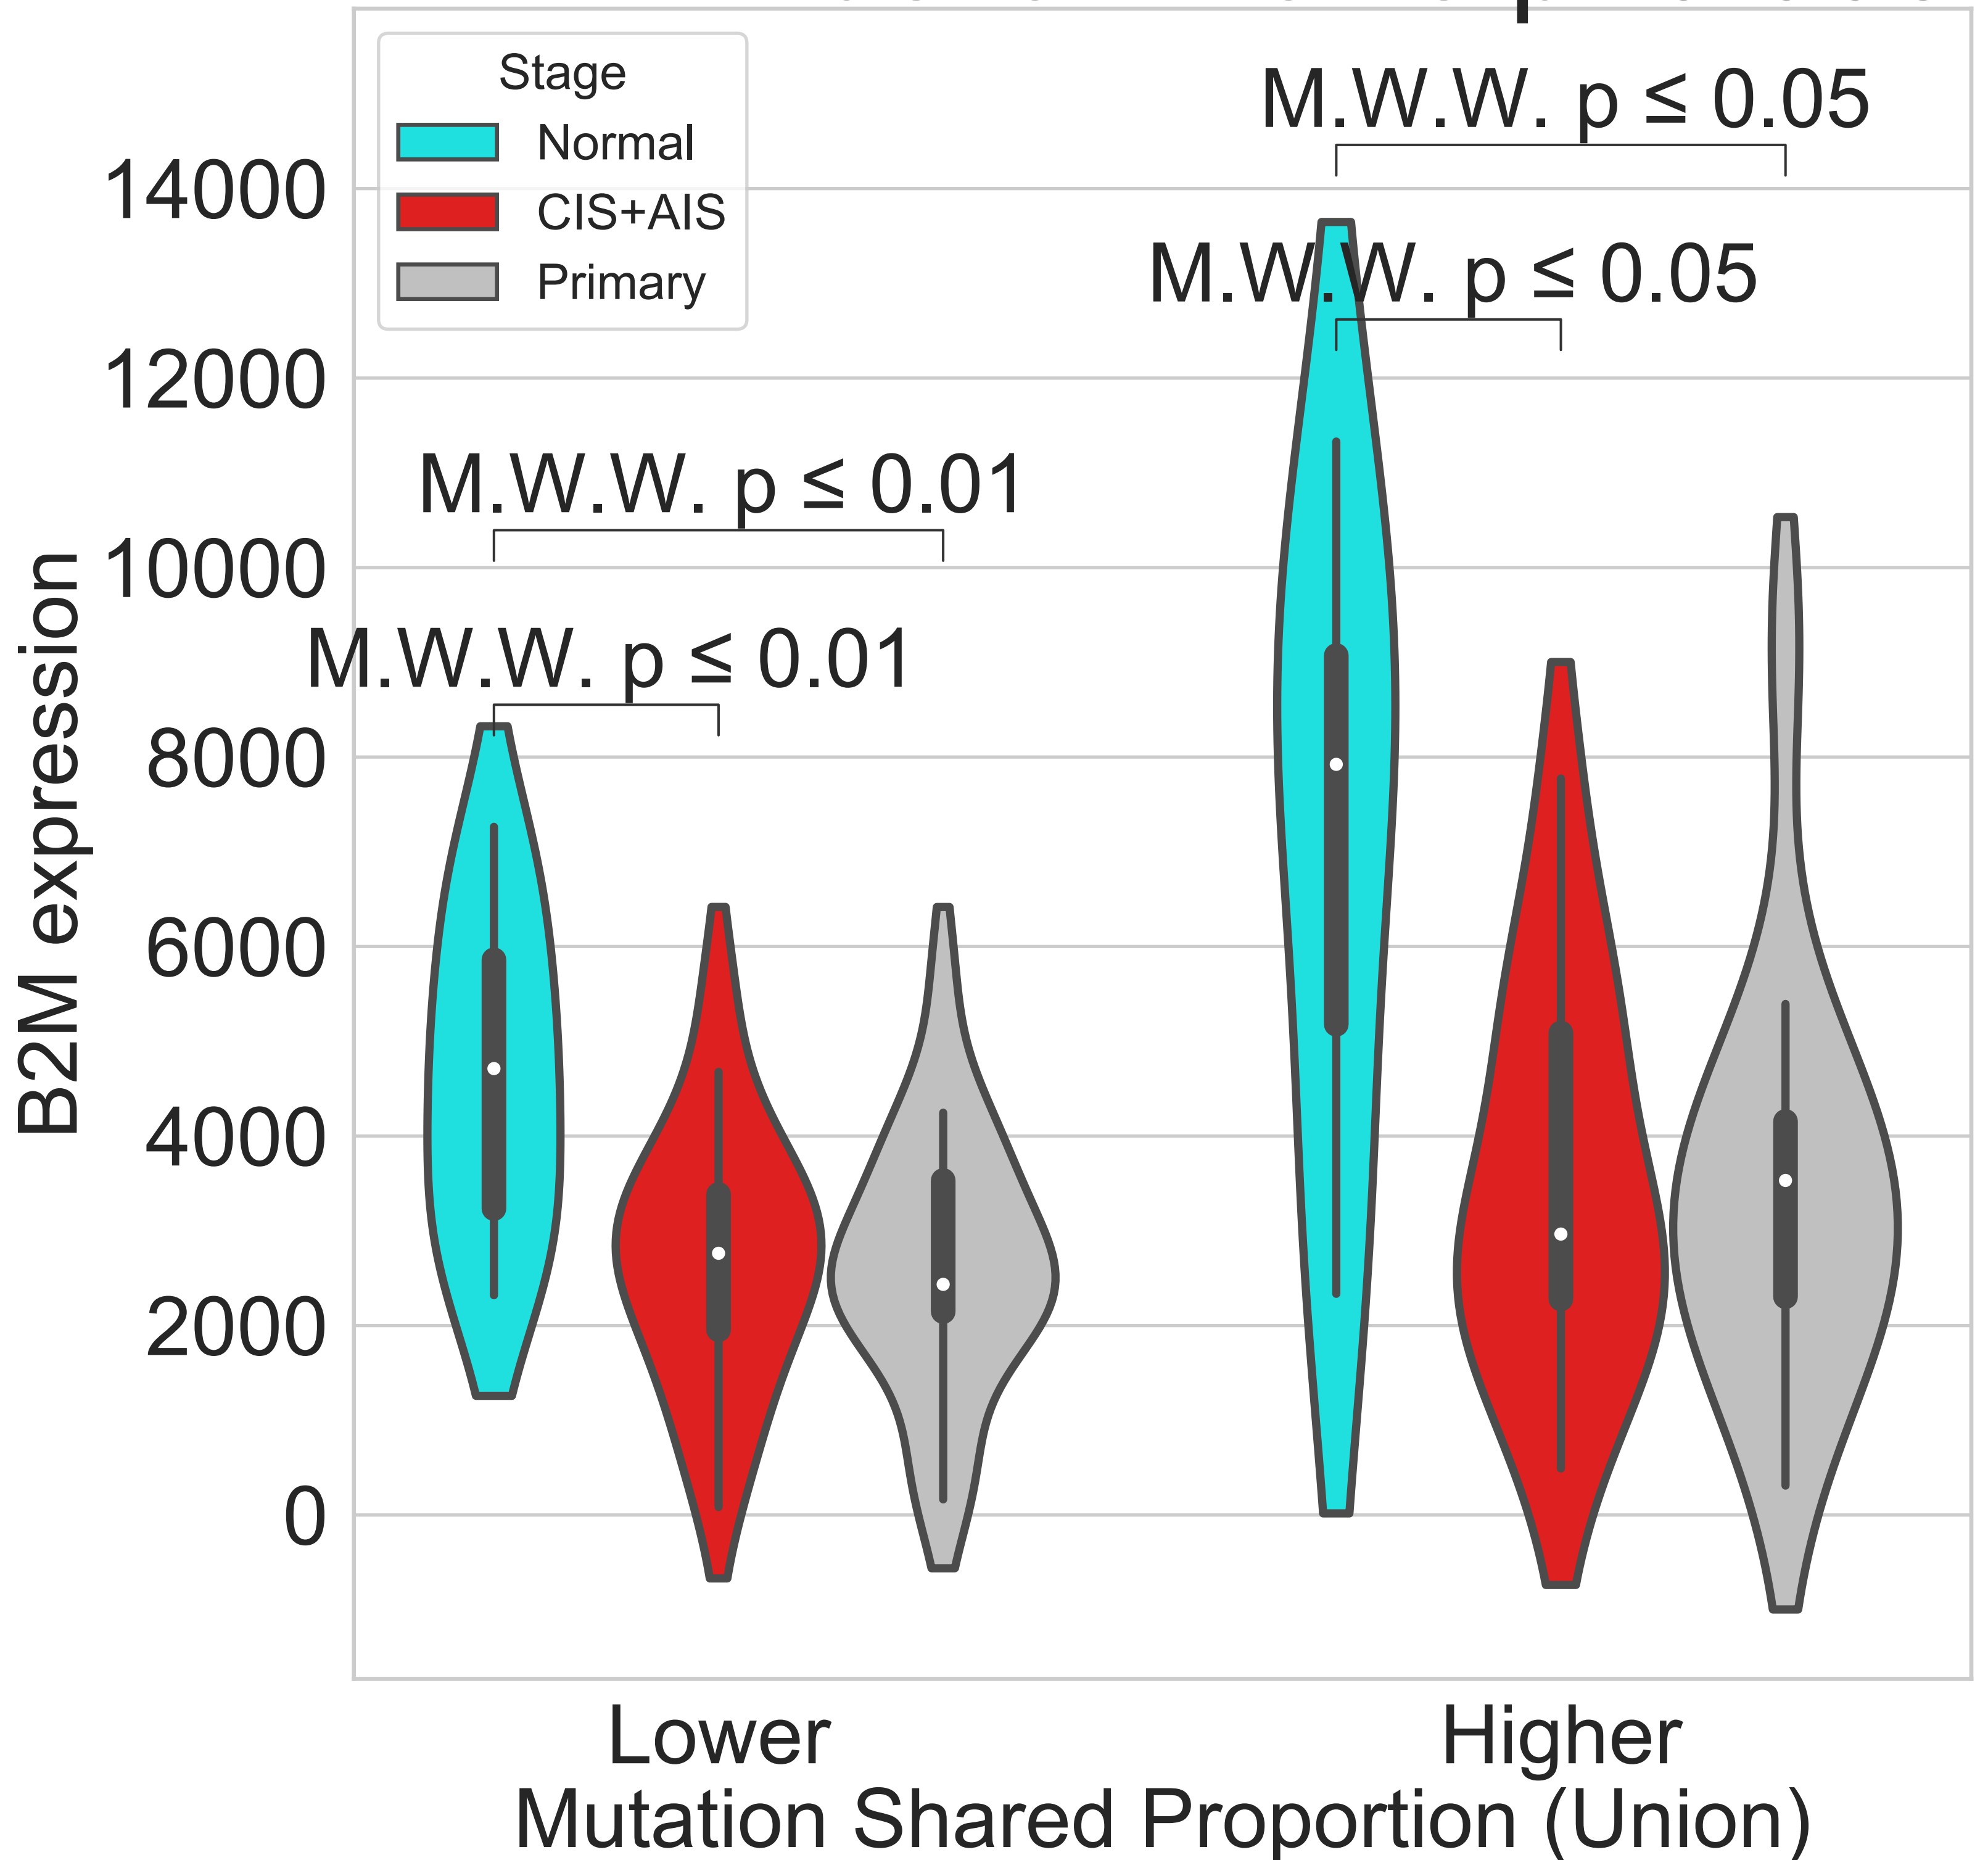 Stage
Normal
CIS+AIS
Primary
M.W.W. p ≤ 0.05
M.W.W. p ≤ 0.05
M.W.W. p ≤ 0.01
M.W.W. p ≤ 0.01
14000
12000
10000
8000
6000
4000
2000
0
B2M expression
Lower
Higher
Mutation Shared Proportion (Union)